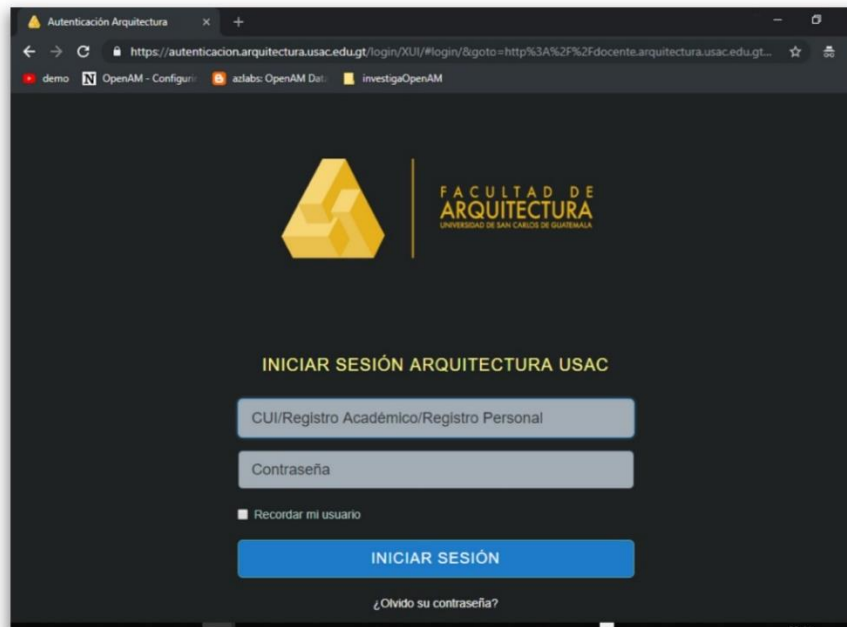 Autenticación Arquitectura
https://autenticacion.arquitectura.usac.edu.gt/login/XUI/#login/&goto=http%3A%2F%2Fdocente.arquitectura.usac.edu.gt...
demo
OpenAM - Configurir
azlabs: OpenAM Dat
investigaOpenAM
FACULTAD DE
ARQUITECTURA
UNIVERSIDAD DE SAN CARLOS DE GUATEMALA
INICIAR SESIÓN ARQUITECTURA USAC
CUI/Registro Académico/Registro Personal
Contraseña
Recordar mi usuario
INICIAR SESIÓN
¿Olvido su contraseña?